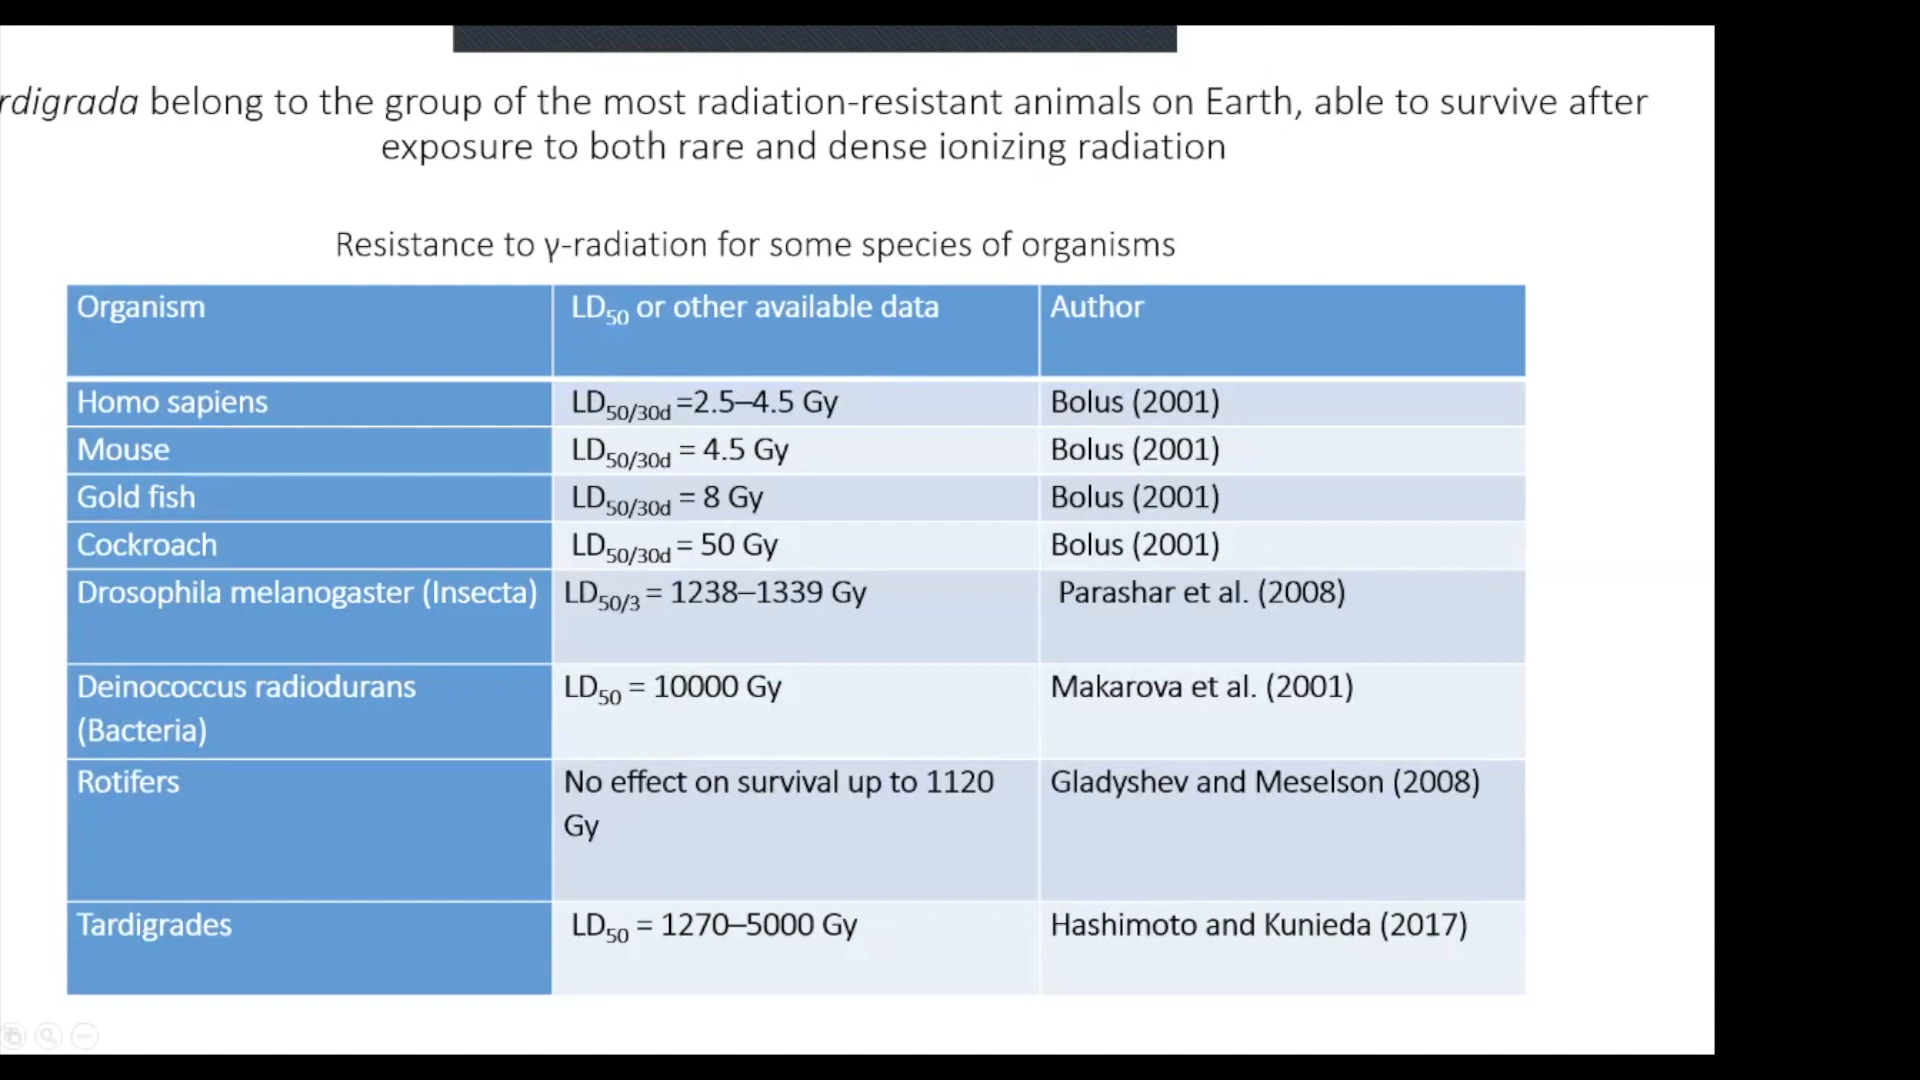 rdigrada belong to the group of the most radiation-resistant animals on Earth, able to survive after
exposure to both rare and dense ionizing radiation
Resistance to γ-radiation for some species of organisms
Organism LD50 or other available data Author
Homo sapiens LD50/30d =2.5–4.5 Gy Bolus (2001)
Mouse LD50/30d = 4.5 Gy Bolus (2001)
Gold fish LD50/30d = 8 Gy Bolus (2001)
Cockroach LD50/30d = 50 Gy Bolus (2001)
Drosophila melanogaster (Insecta) LD50/3 = 1238–1339 Gy Parashar et al. (2008)
Deinococcus radiodurans LD50 = 10000 Gy Makarova et al. (2001)
(Bacteria)
Rotifers No effect on survival up to 1120 Gladyshev and Meselson (2008)
Gy
Tardigrades LD50 = 1270–5000 Gy Hashimoto and Kunieda (2017)